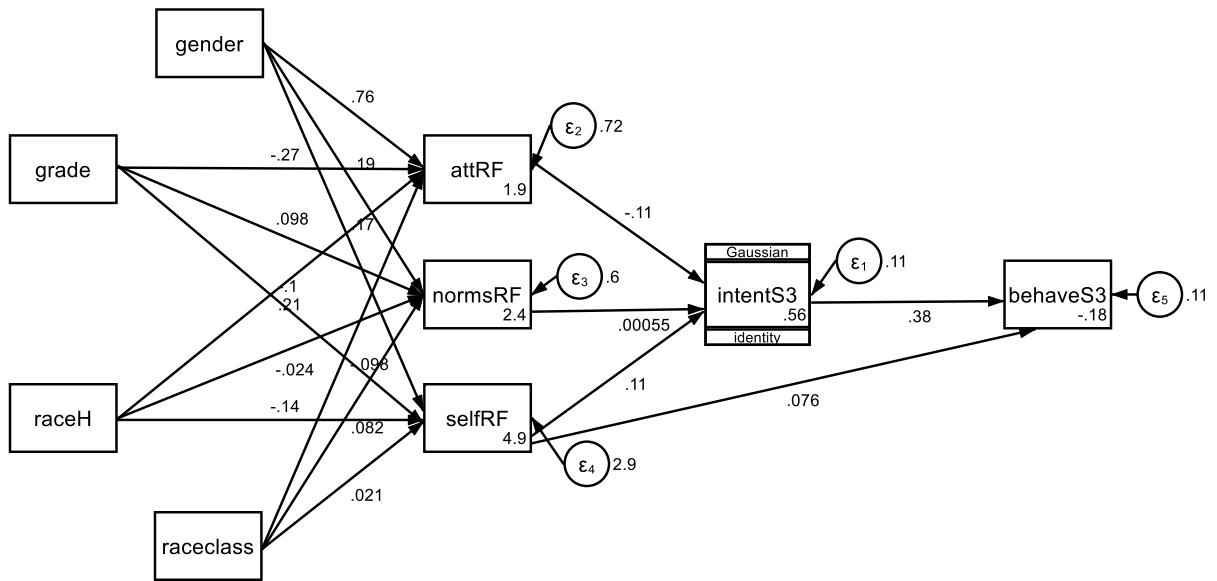 gender
.76
ε2
.72
grade
-.27
.19
attRF
1.9
.098
.17
-.11
Gaussian
ε1
.11
ε3
.6
normsRF
2.4
intentS3
.56
identity
behaveS3
-.18
ε5
.11
-.1
.21
.00055
.38
-.024
-.098
.11
.076
raceH
-.14
selfRF
4.9
.082
ε4
2.9
.021
raceclass